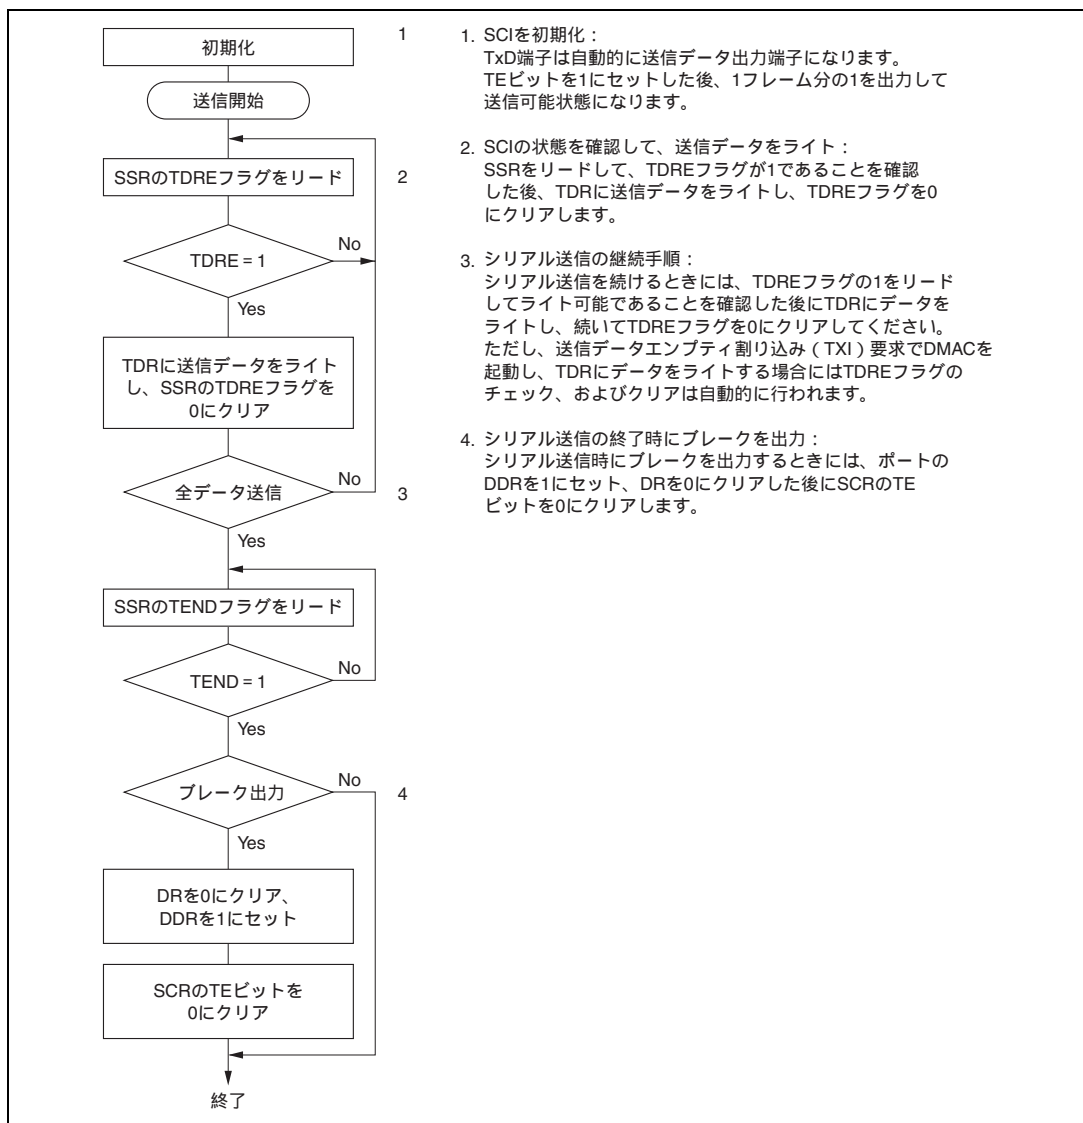 初期化
1
送信開始
SSRのTDREフラグをリード
2
TDRE = 1
No
Yes
TDRに送信データをライト
し、SSRのTDREフラグを
0にクリア
全データ送信
No
3
Yes
SSRのTENDフラグをリード
TEND = 1
No
Yes
ブレーク出力
No
4
Yes
DRを0にクリア、
DDRを1にセット
SCRのTEビットを
0にクリア
終了
1. SCIを初期化：
TxD端子は自動的に送信データ出力端子になります。
TEビットを1にセットした後、1フレーム分の1を出力して
送信可能状態になります。
2. SCIの状態を確認して、送信データをライト：
SSRをリードして、TDREフラグが1であることを確認
した後、TDRに送信データをライトし、TDREフラグを0
にクリアします。
3. シリアル送信の継続手順：
シリアル送信を続けるときには、TDREフラグの1をリード
してライト可能であることを確認した後にTDRにデータを
ライトし、続いてTDREフラグを0にクリアしてください。
ただし、送信データエンプティ割り込み（TXI）要求でDMACを
起動し、TDRにデータをライトする場合にはTDREフラグの
チェック、およびクリアは自動的に行われます。
4. シリアル送信の終了時にブレークを出力：
シリアル送信時にブレークを出力するときには、ポートの
DDRを1にセット、DRを0にクリアした後にSCRのTE
ビットを0にクリアします。